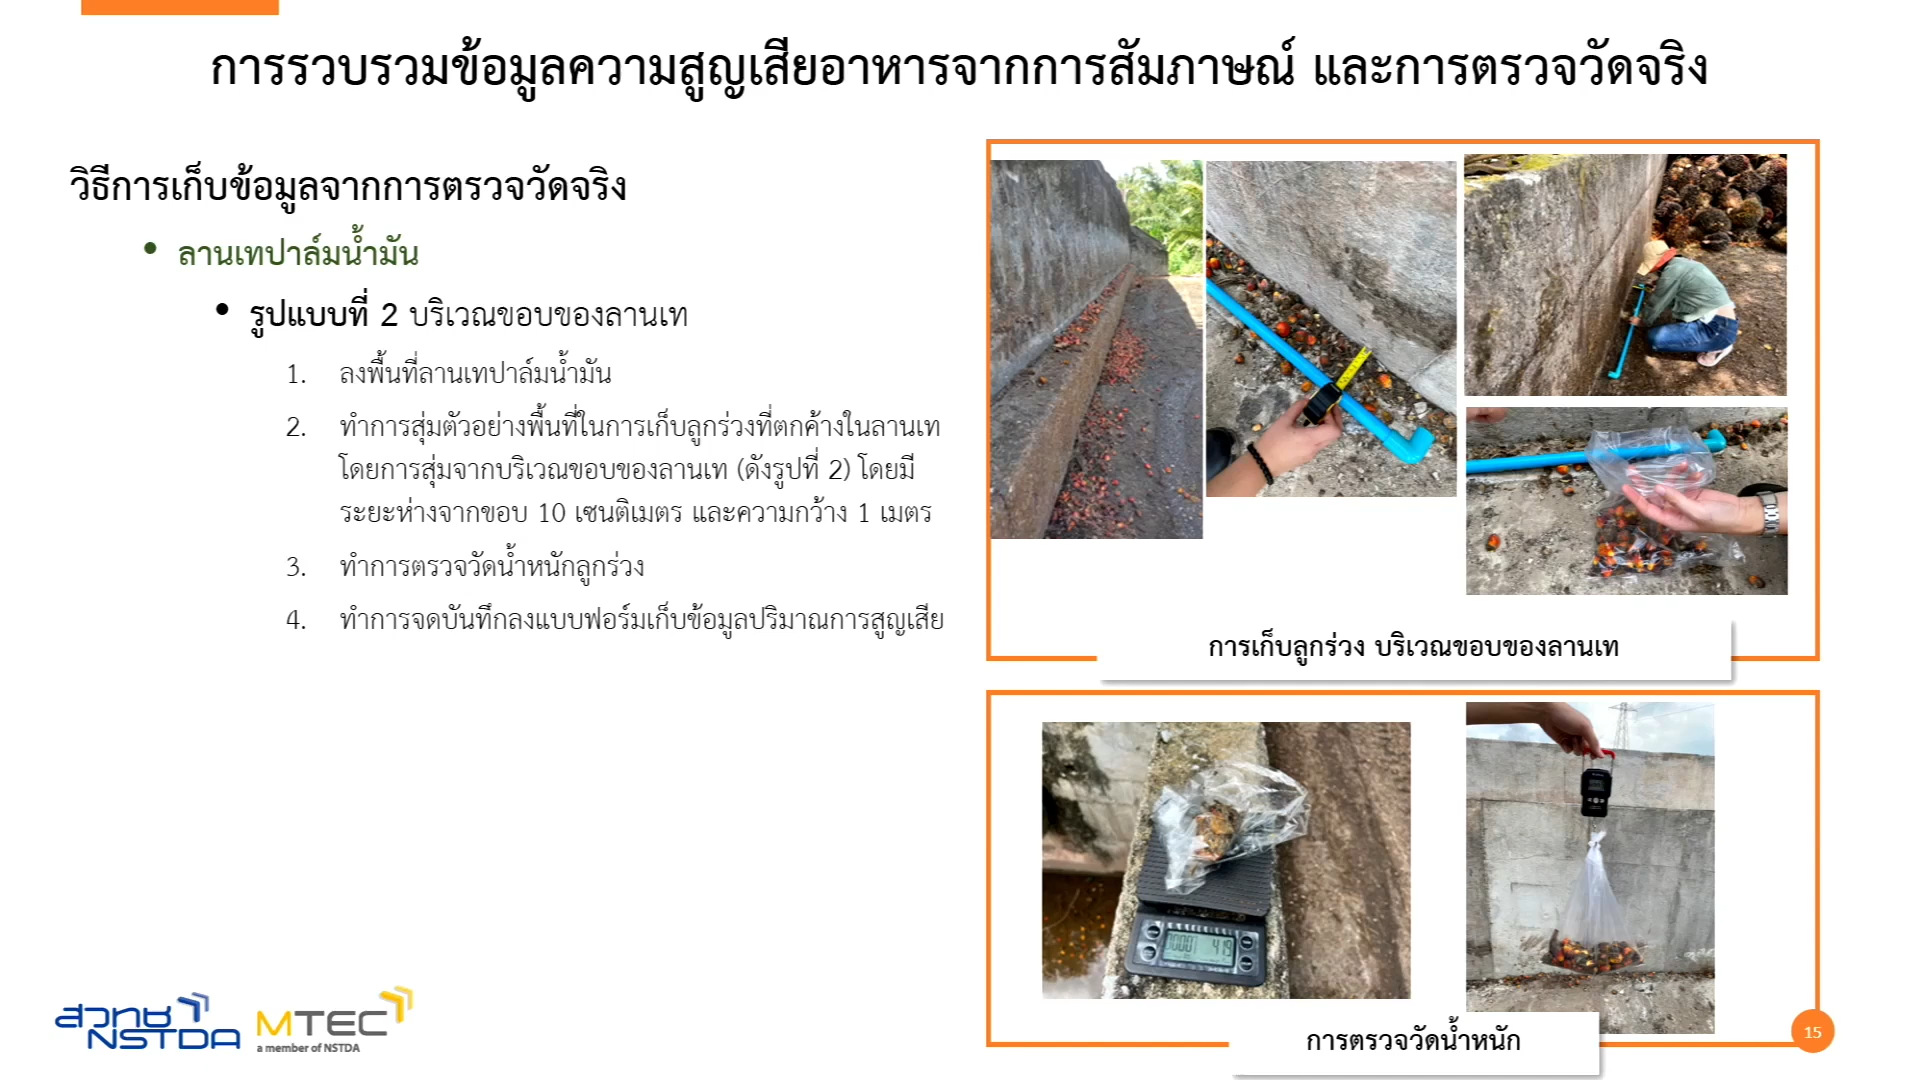 การรวบรวมข้อมูลความสูญเสียอาหารจากการสัมภาษณ์ และการตรวจวัดจริง
วิธีการเก็บข้อมูลจากการตรวจวัดจริง
• ลานเทปาล์มน้ำมัน
• รูปแบบที่ 2 บริเวณขอบของลานเท
1. ลงพื้นที่ลานเทปาล์มน้ำมัน
2. ทำการสุ่มตัวอย่างพื้นที่ในการเก็บลูกร่วงที่ตกค้างในลานเท
โดยการสุ่มจากบริเวณขอบของลานเท (ดังรูปที่ 2) โดยมี
ระยะห่างจากขอบ 10 เซนติเมตร และความกว้าง 1 เมตร
3. ทำการตรวจวัดน้ำหนักลูกร่วง
4. ทำการจดบันทึกลงแบบฟอร์มเก็บข้อมูลปริมาณการสูญเสีย
การเก็บลูกร่วง บริเวณขอบของลานเท
การตรวจวัดน้ำหนัก
สวทช
NSTDA
MTEC
a member of NSTDA
15